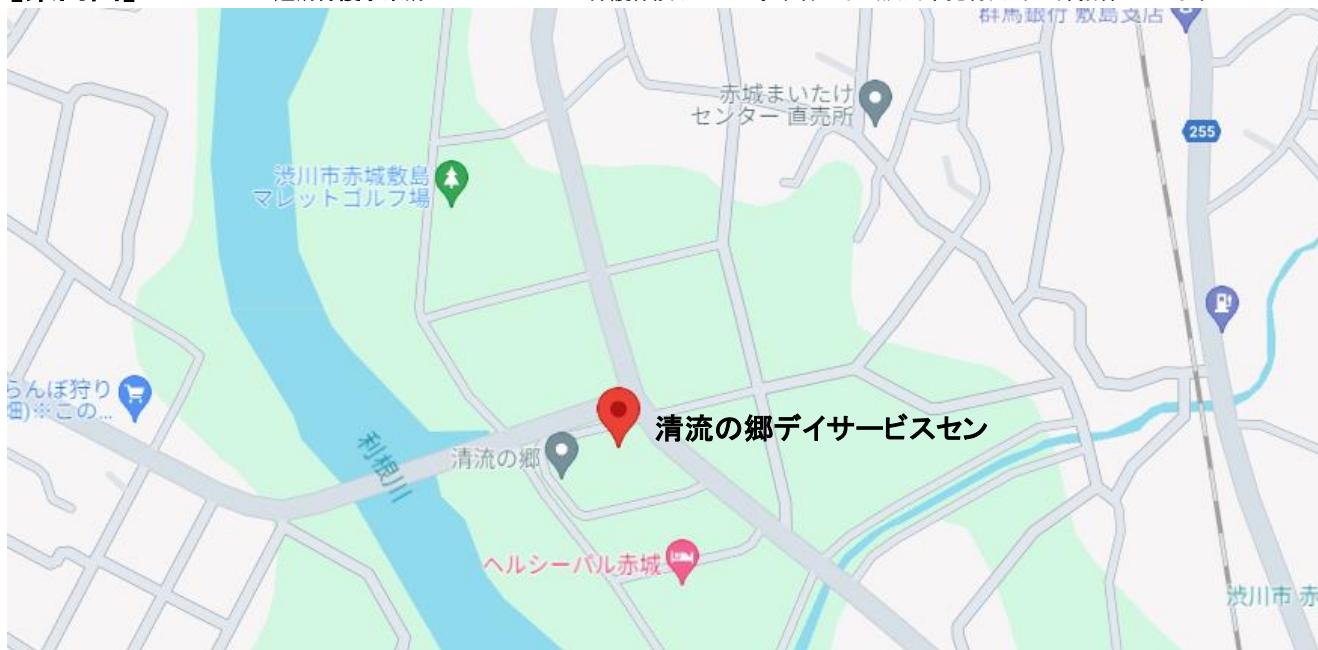 群馬銀行 敷島支店
赤城まいたけ
センター 直売所
255
渋川市赤城敷島
マレットゴルフ場
らんぼ狩り
畑)※この...
清流の郷デイサービスセン
利根川
清流の郷
ヘルシーパル赤城
渋川市 赤